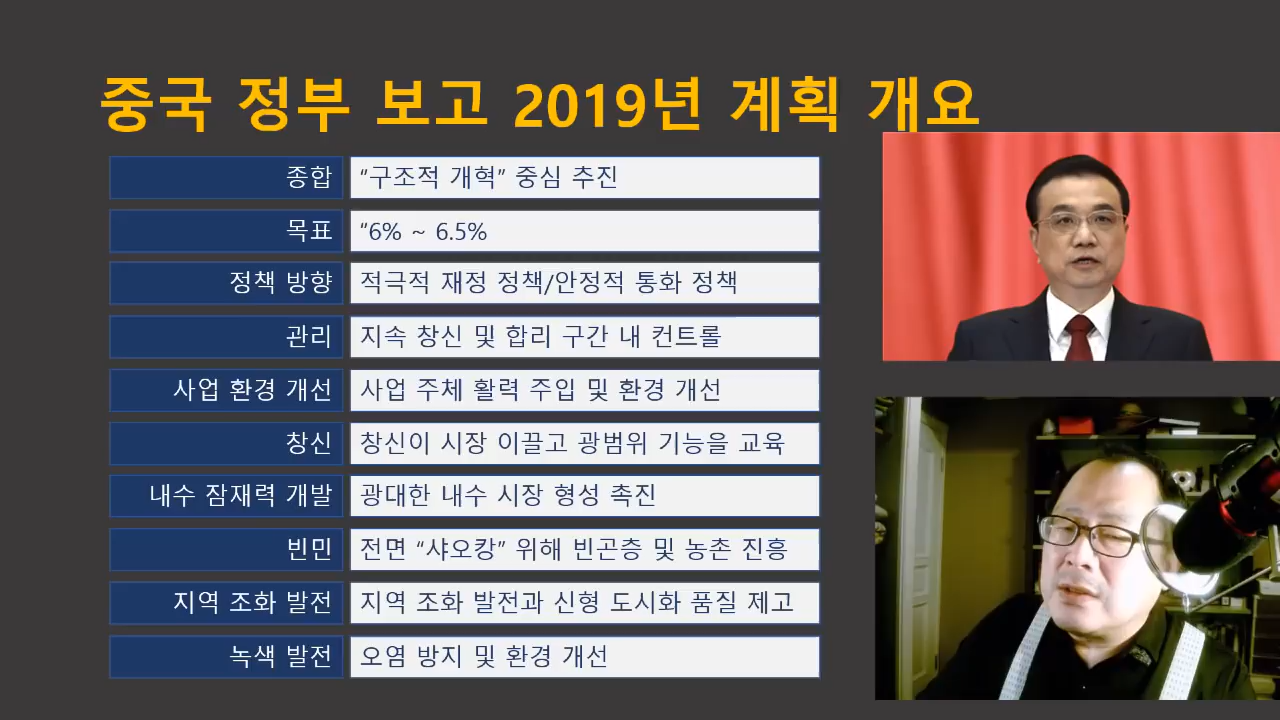 중국 정부 보고 2019년 계획 개요
종합 “구조적 개혁” 중심 추진
목표 “6% ~ 6.5%
정책 방향 적극적 재정 정책/안정적 통화 정책
관리 지속 창신 및 합리 구간 내 컨트롤
사업 환경 개선 사업 주체 활력 주입 및 환경 개선
창신 창신이 시장 이끌고 광범위 기능을 교육
내수 잠재력 개발 광대한 내수 시장 형성 촉진
빈민 전면 “샤오캉” 위해 빈곤층 및 농촌 진흥
지역 조화 발전 지역 조화 발전과 신형 도시화 품질 제고
녹색 발전 오염 방지 및 환경 개선